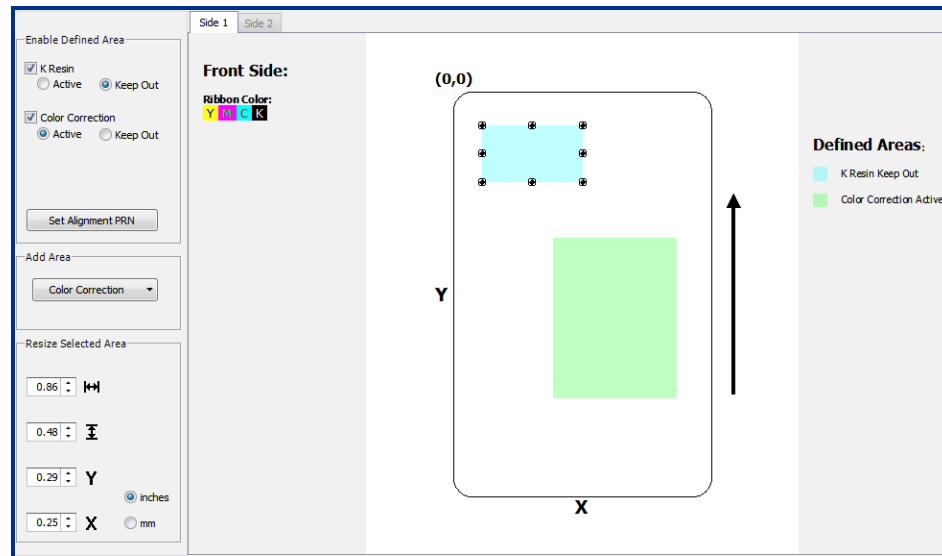 Side 1
Side 2
Enable Defined Area
K Resin
Active
Keep Out
Color Correction
Active
Keep Out
Set Alignment PRN
Add Area
Color Correction
Resize Selected Area
0.86
0.48
0.29 Y
inches
0.25 X
mm
Front Side:
Ribbon Color:
Y M C K
(0,0)
Y
X
Defined Areas:
K Resin Keep Out
Color Correction Active